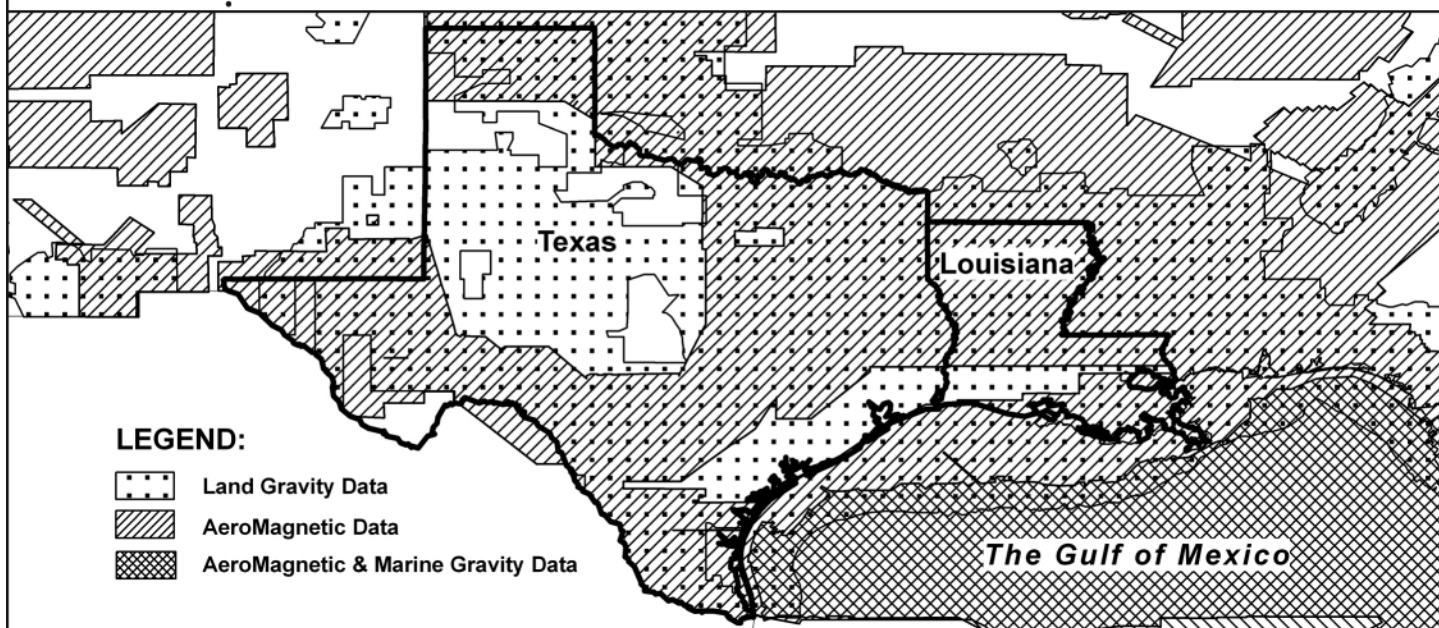 Texas
Louisiana
LEGEND:
Land Gravity Data
AeroMagnetic Data
AeroMagnetic & Marine Gravity Data
The Gulf of Mexico